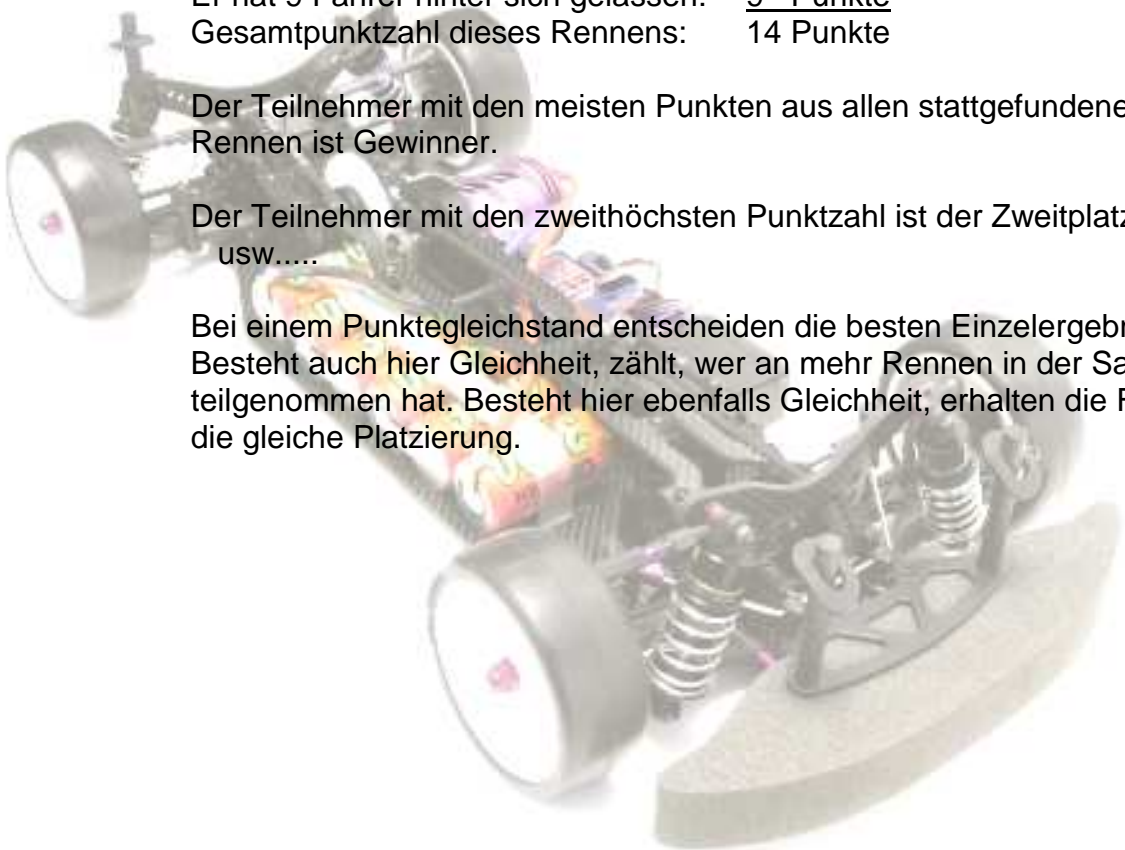 Er hat 9 Fahrer hinter sich gelassen: 9 Punkte
Gesamtpunktzahl dieses Rennens: 14 Punkte
Der Teilnehmer mit den meisten Punkten aus allen stattgefundene
Rennen ist Gewinner.
Der Teilnehmer mit den zweithöchsten Punktzahl ist der Zweitplatz
usw.....
Bei einem Punktegleichstand entscheiden die besten Einzelergebn
Besteht auch hier Gleichheit, zählt, wer an mehr Rennen in der Sa
teilgenommen hat. Besteht hier ebenfalls Gleichheit, erhalten die F
die gleiche Platzierung.